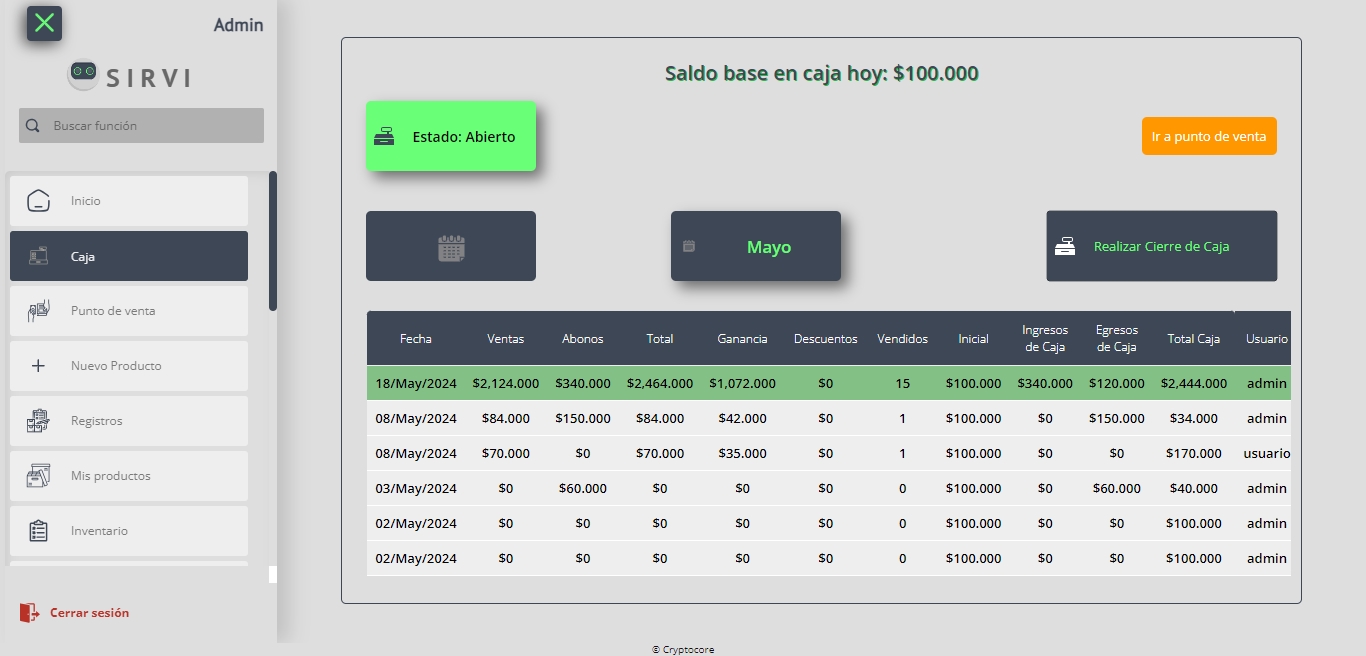 Admin
SIRVI
Buscar función
Inicio
Caja
Punto de venta
Nuevo Producto
Registros
Mis productos
Inventario
Cerrar sesión
Saldo base en caja hoy: $100.000
Estado: Abierto
Ir a punto de venta
Mayo
Realizar Cierre de Caja
Fecha Ventas Abonos Total Ganancia Descuentos Vendidos Inicial Ingresos de Caja Egresos de Caja Total Caja Usuario
18/May/2024 $2,124.000 $340.000 $2,464.000 $1,072.000 $0 15 $100.000 $340.000 $120.000 $2,444.000 admin
08/May/2024 $84.000 $150.000 $84.000 $42.000 $0 1 $100.000 $0 $150.000 $34.000 admin
08/May/2024 $70.000 $0 $70.000 $35.000 $0 1 $100.000 $0 $0 $170.000 usuario
03/May/2024 $0 $60.000 $0 $0 $0 0 $100.000 $0 $60.000 $40.000 admin
02/May/2024 $0 $0 $0 $0 $0 0 $100.000 $0 $0 $100.000 admin
02/May/2024 $0 $0 $0 $0 $0 0 $100.000 $0 $0 $100.000 admin
© Cryptocore